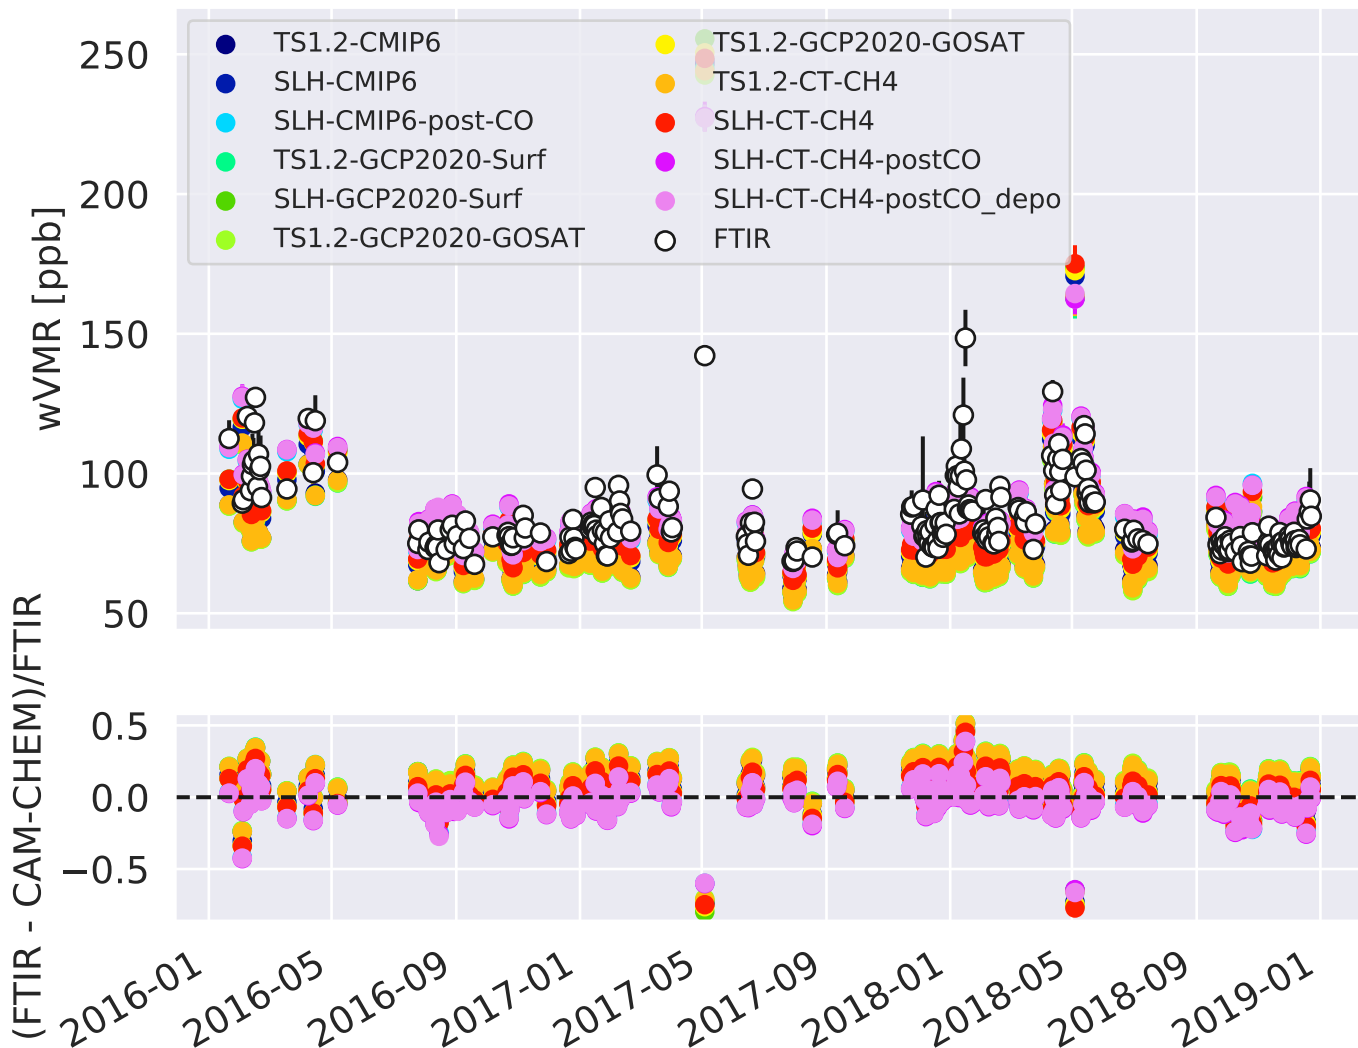 250
200
150
100
50
wVMR [ppb]
TS1.2-CMIP6
SLH-CMIP6
SLH-CMIP6-post-CO
TS1.2-GCP2020-Surf
SLH-GCP2020-Surf
TS1.2-GCP2020-GOSAT
TS1.2-GCP2020-GOSAT
TS1.2-CT-CH4
SLH-CT-CH4
SLH-CT-CH4-postCO
SLH-CT-CH4-postCO_depo
FTIR
0.5
0.0
−0.5
(FTIR - CAM-CHEM)/FTIR
2016-01
2016-05
2016-09
2017-01
2017-05
2017-09
2018-01
2018-05
2018-09
2019-01